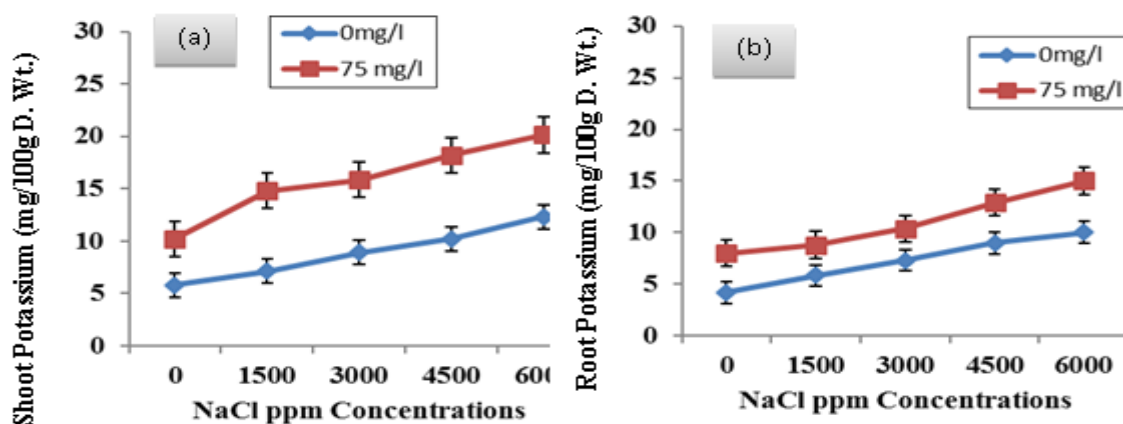 Shoot Potassium (mg/100g D. Wt.)
30
25
20
15
10
5
0
(a)
0mg/l
75 mg/l
0 1500 3000 4500 600
NaCl ppm Concentrations
Root Potassium (mg/100g D. Wt.)
30
25
20
15
10
5
0
(b)
0mg/l
75 mg/l
0 1500 3000 4500 6000
NaCl ppm Concentrations